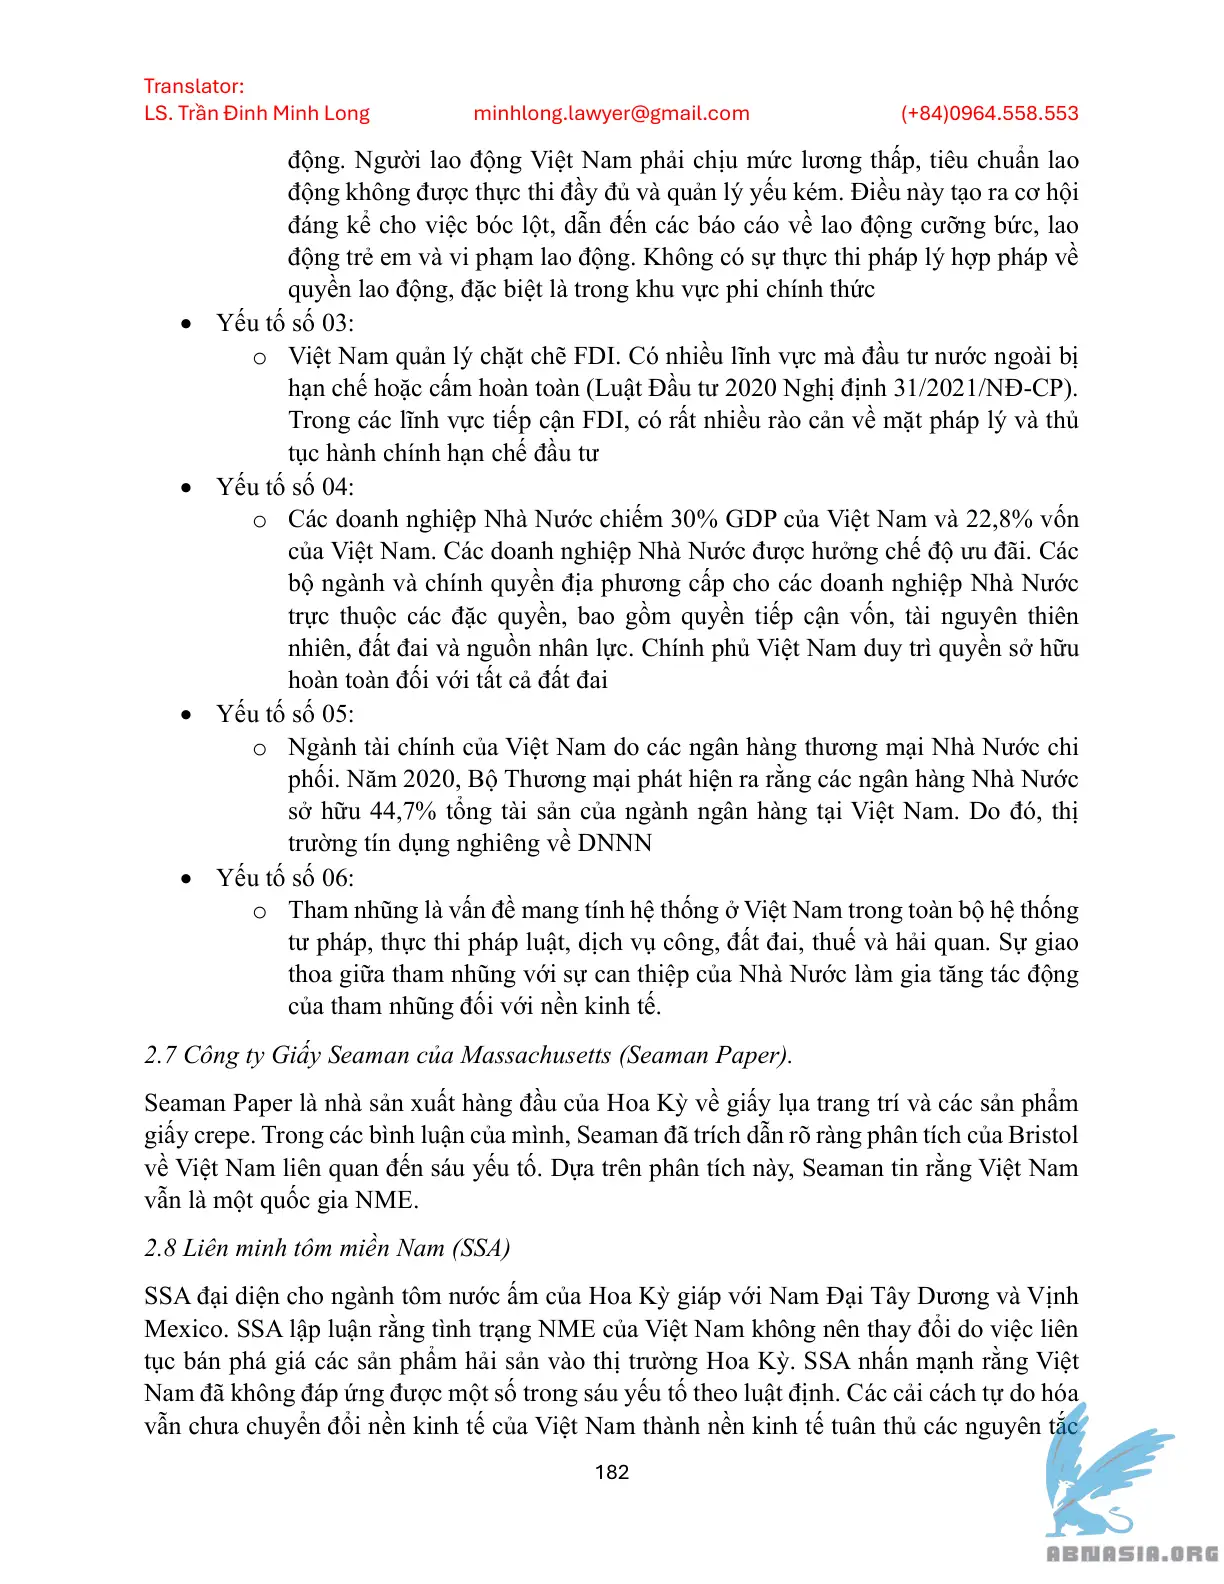 Translator:
LS. Trần Đinh Minh Long minhlong.lawyer@gmail.com (+84)0964.558.553
động. Người lao động Việt Nam phải chịu mức lương thấp, tiêu chuẩn lao
động không được thực thi đầy đủ và quản lý yếu kém. Điều này tạo ra cơ hội
đáng kể cho việc bóc lột, dẫn đến các báo cáo về lao động cưỡng bức, lao
động trẻ em và vi phạm lao động. Không có sự thực thi pháp lý hợp pháp về
quyền lao động, đặc biệt là trong khu vực phi chính thức
• Yếu tố số 03:
o Việt Nam quản lý chặt chẽ FDI. Có nhiều lĩnh vực mà đầu tư nước ngoài bị
hạn chế hoặc cấm hoàn toàn (Luật Đầu tư 2020 Nghị định 31/2021/NĐ-CP).
Trong các lĩnh vực tiếp cận FDI, có rất nhiều rào cản về mặt pháp lý và thủ
tục hành chính hạn chế đầu tư
• Yếu tố số 04:
o Các doanh nghiệp Nhà Nước chiếm 30% GDP của Việt Nam và 22,8% vốn
của Việt Nam. Các doanh nghiệp Nhà Nước được hưởng chế độ ưu đãi. Các
bộ ngành và chính quyền địa phương cấp cho các doanh nghiệp Nhà Nước
trực thuộc các đặc quyền, bao gồm quyền tiếp cận vốn, tài nguyên thiên
nhiên, đất đai và nguồn nhân lực. Chính phủ Việt Nam duy trì quyền sở hữu
hoàn toàn đối với tất cả đất đai
• Yếu tố số 05:
o Ngành tài chính của Việt Nam do các ngân hàng thương mại Nhà Nước chi
phối. Năm 2020, Bộ Thương mại phát hiện ra rằng các ngân hàng Nhà Nước
sở hữu 44,7% tổng tài sản của ngành ngân hàng tại Việt Nam. Do đó, thị
trường tín dụng nghiêng về DNNN
• Yếu tố số 06:
o Tham nhũng là vấn đề mang tính hệ thống ở Việt Nam trong toàn bộ hệ thống
tư pháp, thực thi pháp luật, dịch vụ công, đất đai, thuế và hải quan. Sự giao
thoa giữa tham nhũng với sự can thiệp của Nhà Nước làm gia tăng tác động
của tham nhũng đối với nền kinh tế.
2.7 Công ty Giấy Seaman của Massachusetts (Seaman Paper).
Seaman Paper là nhà sản xuất hàng đầu của Hoa Kỳ về giấy lụa trang trí và các sản phẩm
giấy crepe. Trong các bình luận của mình, Seaman đã trích dẫn rõ ràng phân tích của Bristol
về Việt Nam liên quan đến sáu yếu tố. Dựa trên phân tích này, Seaman tin rằng Việt Nam
vẫn là một quốc gia NME.
2.8 Liên minh tôm miền Nam (SSA)
SSA đại diện cho ngành tôm nước ấm của Hoa Kỳ giáp với Nam Đại Tây Dương và Vịnh
Mexico. SSA lập luận rằng tình trạng NME của Việt Nam không nên thay đổi do việc liên
tục bán phá giá các sản phẩm hải sản vào thị trường Hoa Kỳ. SSA nhấn mạnh rằng Việt
Nam đã không đáp ứng được một số trong sáu yếu tố theo luật định. Các cải cách tự do hóa
vẫn chưa chuyển đổi nền kinh tế của Việt Nam thành nền kinh tế tuân thủ các nguyên tắc
182
ABNASIA.ORG